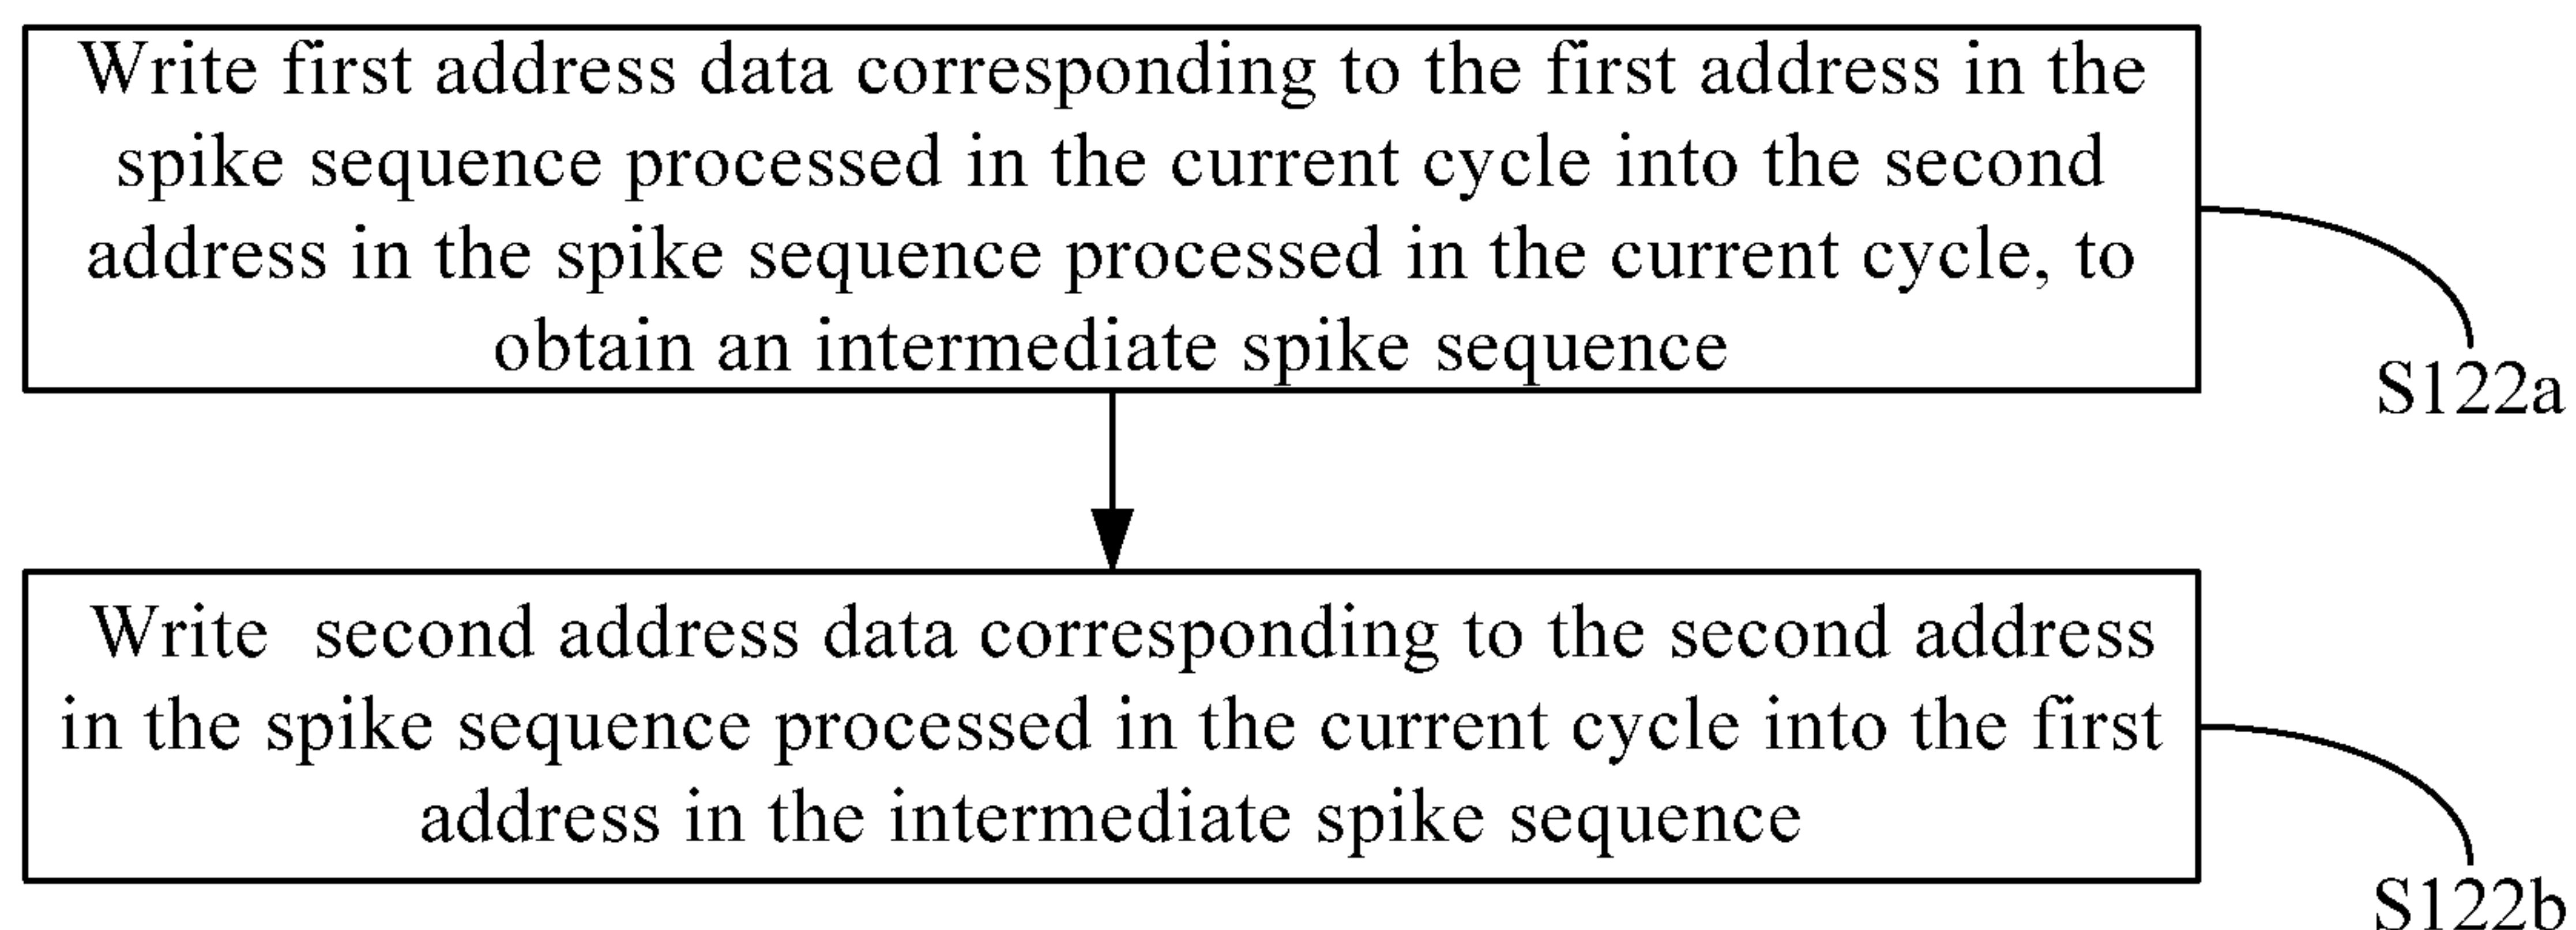 Write first address data corresponding to the first address in the
spike sequence processed in the current cycle into the second
address in the spike sequence processed in the current cycle, to
obtain an intermediate spike sequence
S122a
Write second address data corresponding to the second address
in the spike sequence processed in the current cycle into the first
address in the intermediate spike sequence
S122b